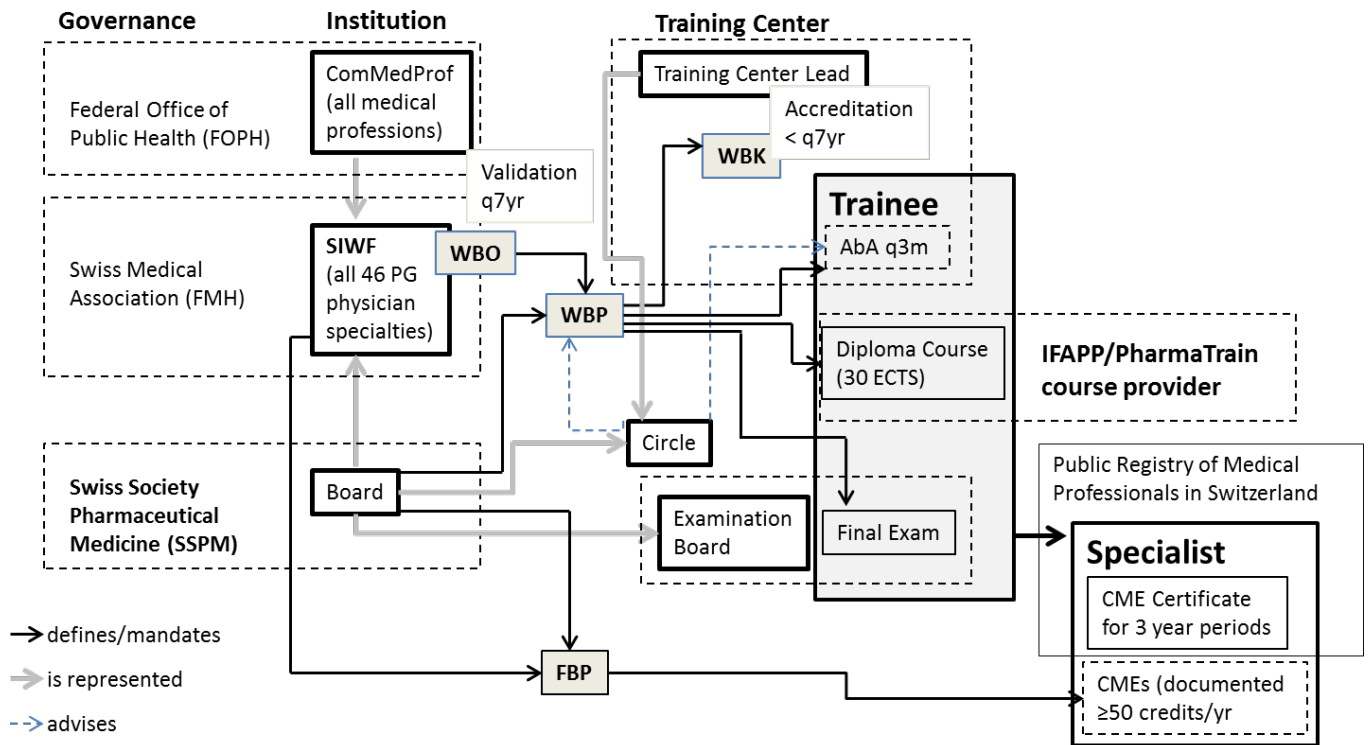 Governance
Institution
Training Center
ComMedProf
(all medical
professions)
Federal Office of
Public Health (FOPH)
Training Center Lead
Accreditation
< q7yr
WBK
Validation
q7yr
Trainee
AbA q3m
SIWF
(all 46 PG
physician
specialties)
WBO
Swiss Medical
Association (FMH)
WBP
Diploma Course
(30 ECTS)
IFAPP/PharmaTrain
course provider
Circle
Public Registry of Medical
Professionals in Switzerland
Swiss Society
Pharmaceutical
Medicine (SSPM)
Board
Examination
Board
Final Exam
Specialist
CME Certificate
for 3 year periods
defines/mandates
is represented
advises
FBP
CMEs (documented
≥50 credits/yr